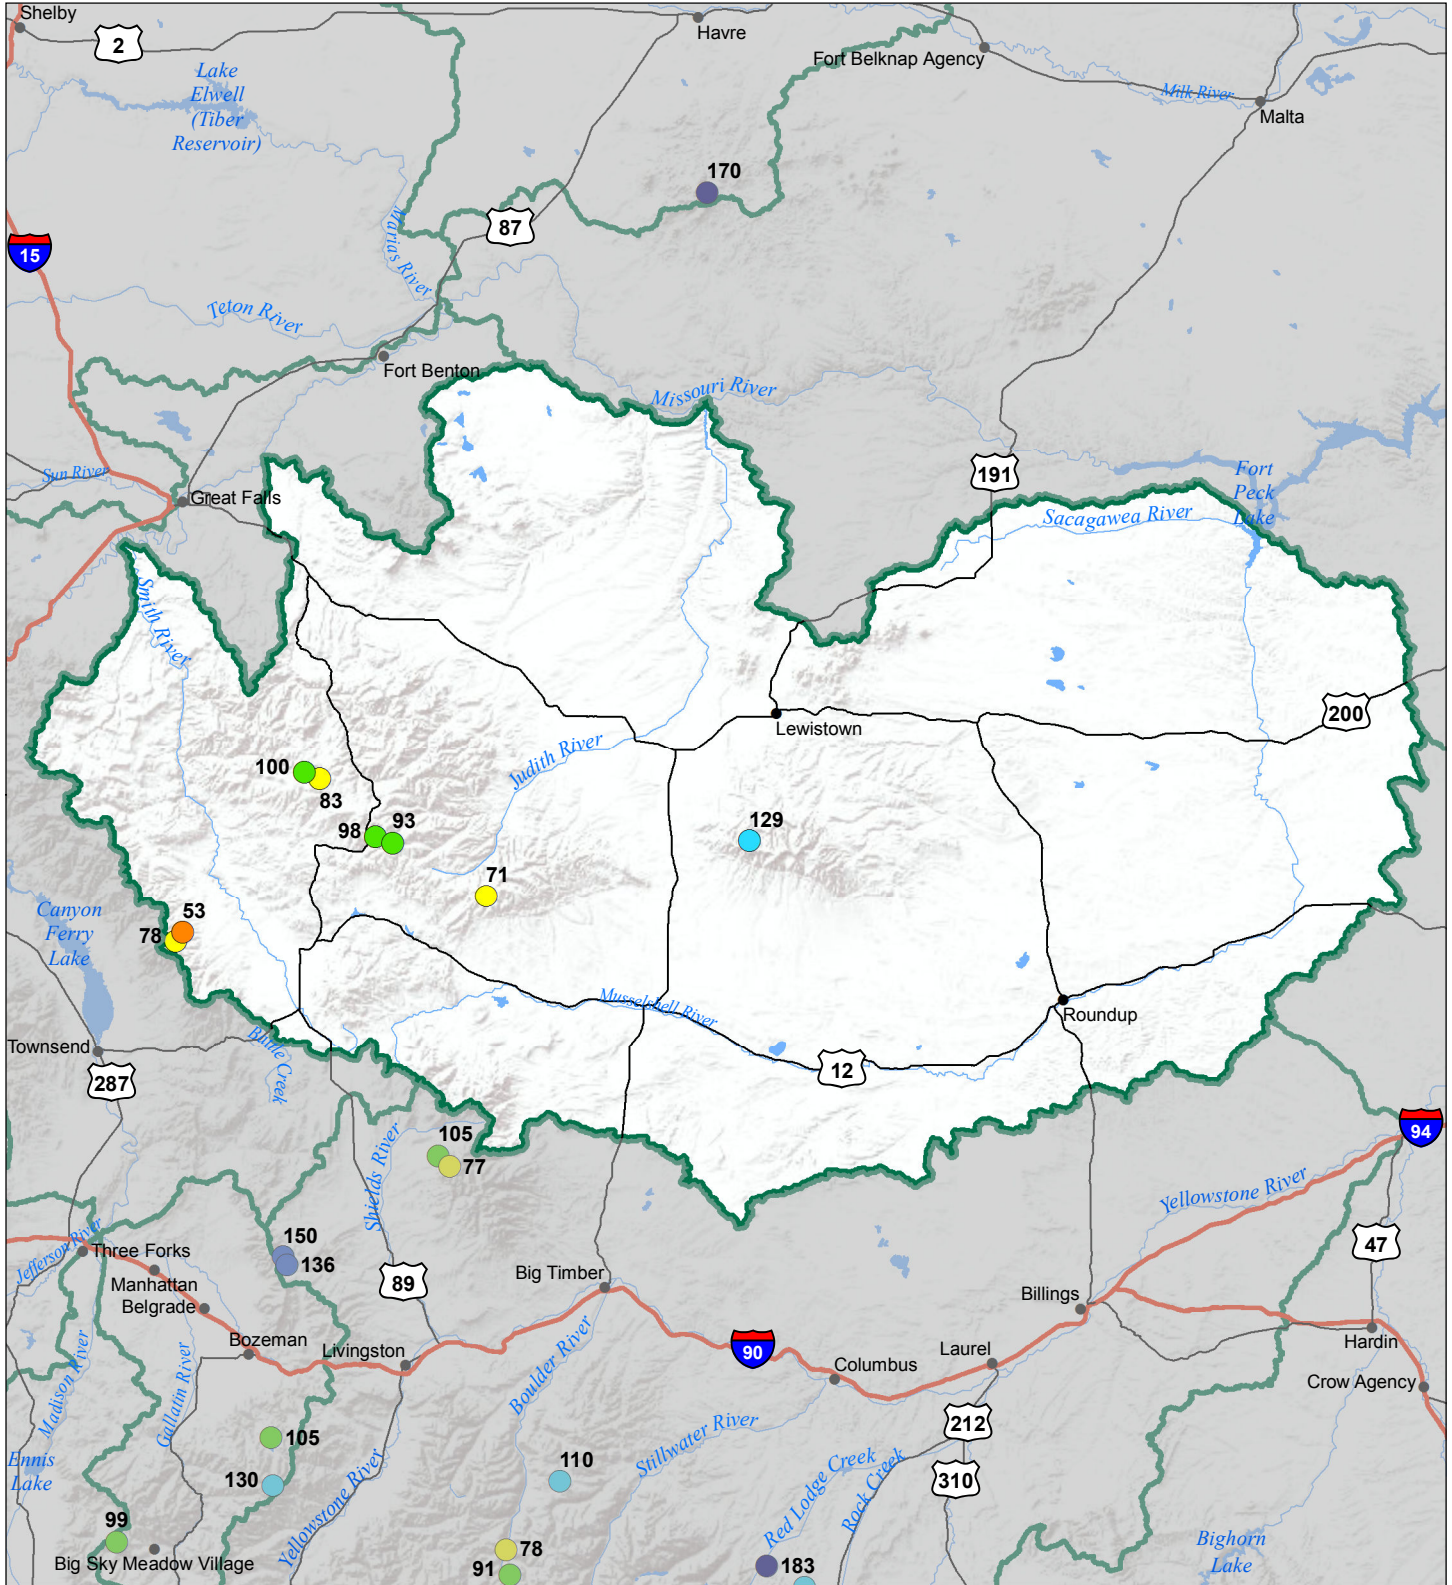 Shelby
2
Havre
Fort Belknap Agency
Lake
Elwell
(Tiber
Reservoir)
Milk River
Malta
170
87
15
Marias River
Teton River
Fort Benton
Missouri River
Sun River
Great Falls
191
Fort
Peck
Lake
Sacagawea River
Smith River
200
Lewistown
Judith River
100
83
98
93
129
71
53
78
Canyon
Ferry
Lake
Musselshell River
Roundup
Townsend
Battle Creek
287
12
94
105
77
Shields River
Yellowstone River
150
136
Jefferson River
Three Forks
Manhattan
Belgrade
89
Big Timber
47
Billings
Bozeman
Livingston
90
Laurel
Hardin
Columbus
Crow Agency
Madison River
Gallatin River
Boulder River
212
105
Stillwater River
Ennis
Lake
130
110
310
Red Lodge Creek
Rock Creek
Yellowstone River
99
Big Sky Meadow Village
78
91
183
Bighorn
Lake